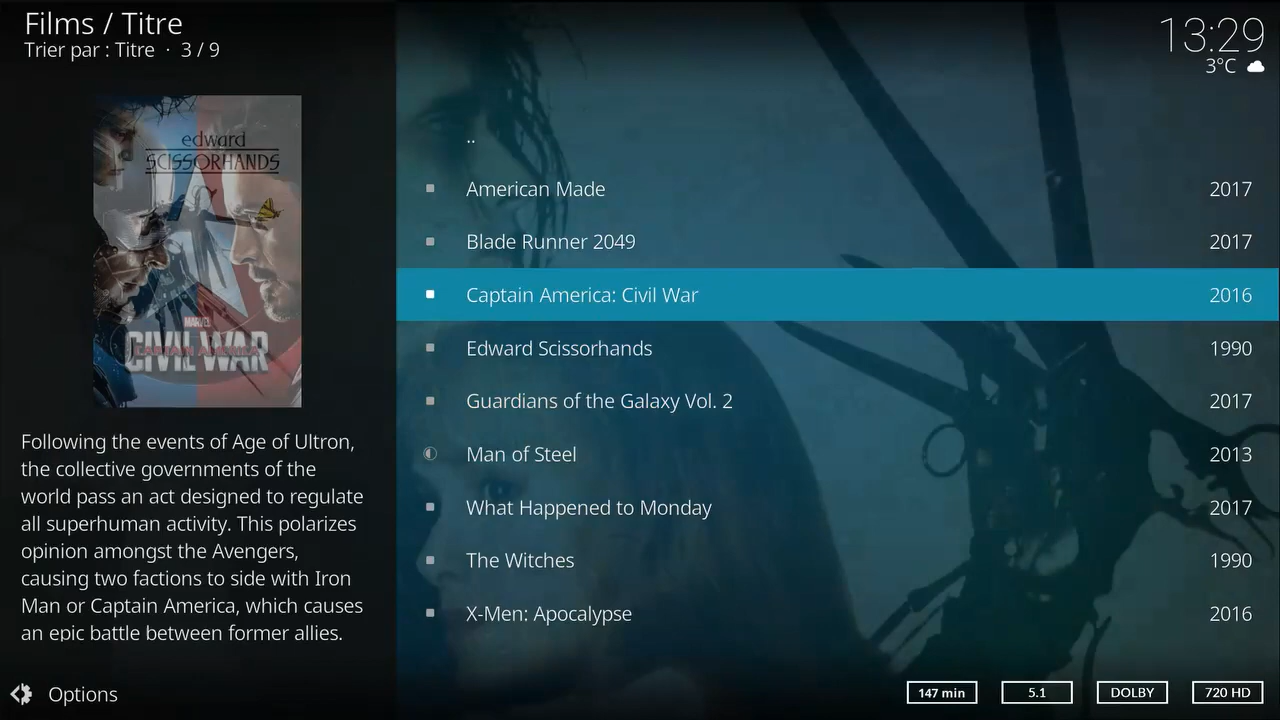 Films / Titre
Trier par : Titre · 3 / 9
13:29
3°C
edward
SCISSORHANDS
MARVEL
CIVIL WAR
Following the events of Age of Ultron,
the collective governments of the
world pass an act designed to regulate
all superhuman activity. This polarizes
opinion amongst the Avengers,
causing two factions to side with Iron
Man or Captain America, which causes
an epic battle between former allies.
..
American Made 2017
Blade Runner 2049 2017
Captain America: Civil War 2016
Edward Scissorhands 1990
Guardians of the Galaxy Vol. 2 2017
Man of Steel 2013
What Happened to Monday 2017
The Witches 1990
X-Men: Apocalypse 2016
Options
147 min
5.1
DOLBY
720 HD